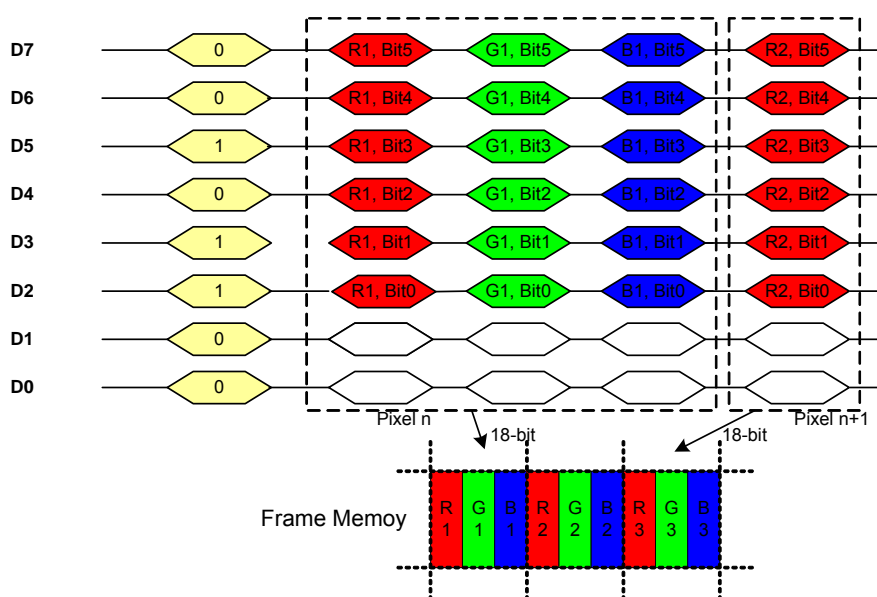 D7 0 R1, Bit5 G1, Bit5 B1, Bit5 R2, Bit5
D6 0 R1, Bit4 G1, Bit4 B1, Bit4 R2, Bit4
D5 1 R1, Bit3 G1, Bit3 B1, Bit3 R2, Bit3
D4 0 R1, Bit2 G1, Bit2 B1, Bit2 R2, Bit2
D3 1 R1, Bit1 G1, Bit1 B1, Bit1 R2, Bit1
D2 1 R1, Bit0 G1, Bit0 B1, Bit0 R2, Bit0
D1 0
D0 0
Pixel n Pixel n+1
18-bit 18-bit
Frame Memoy
R G B R G B R G B
1 1 1 2 2 2 3 3 3